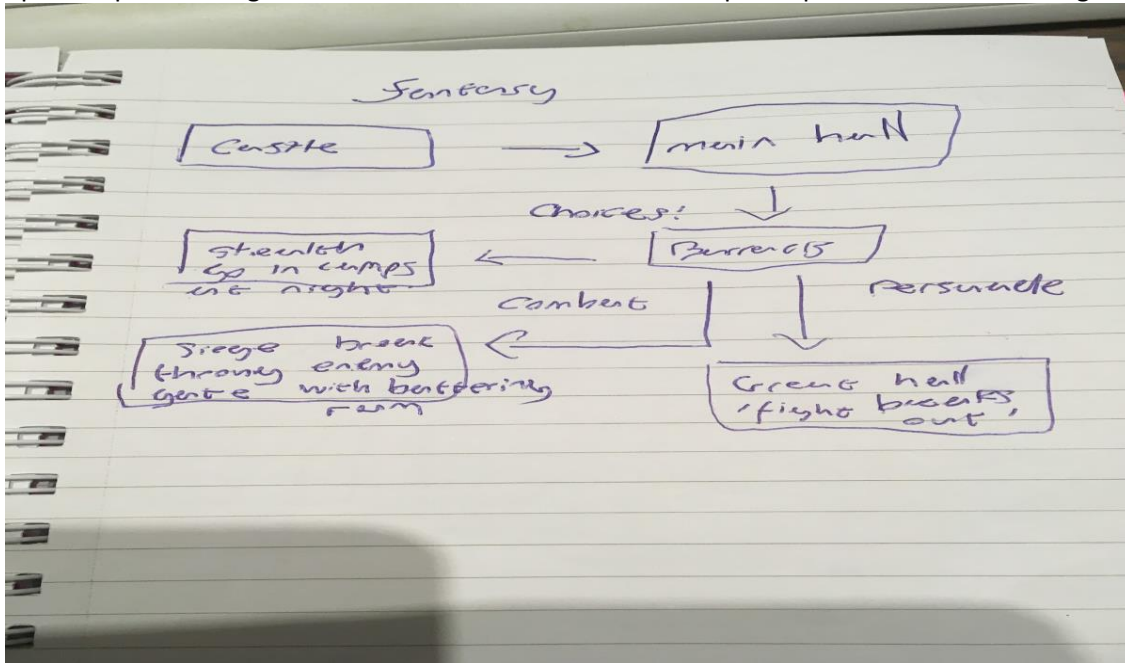 Fantasy
Castle
main hall
Choices:
Barracks
Stealth
go in camps
at night
Combat
Persuade
Siege break
through enemy
gate with battering
ram
Great hall
'fight breaks
out'